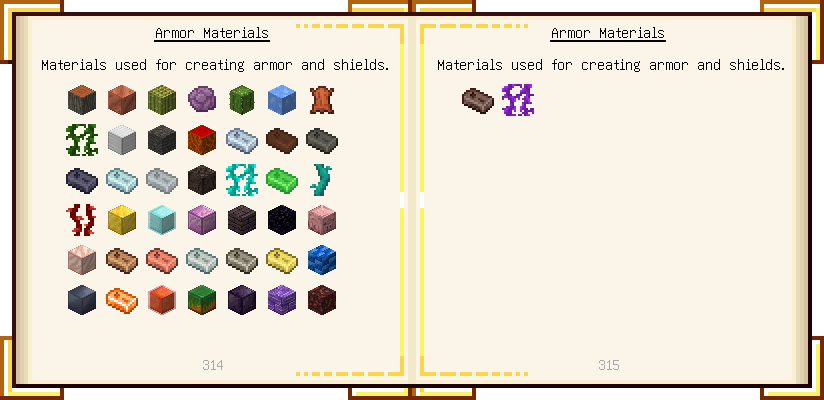 Armor Materials
Materials used for creating armor and shields.
314
Armor Materials
Materials used for creating armor and shields.
315